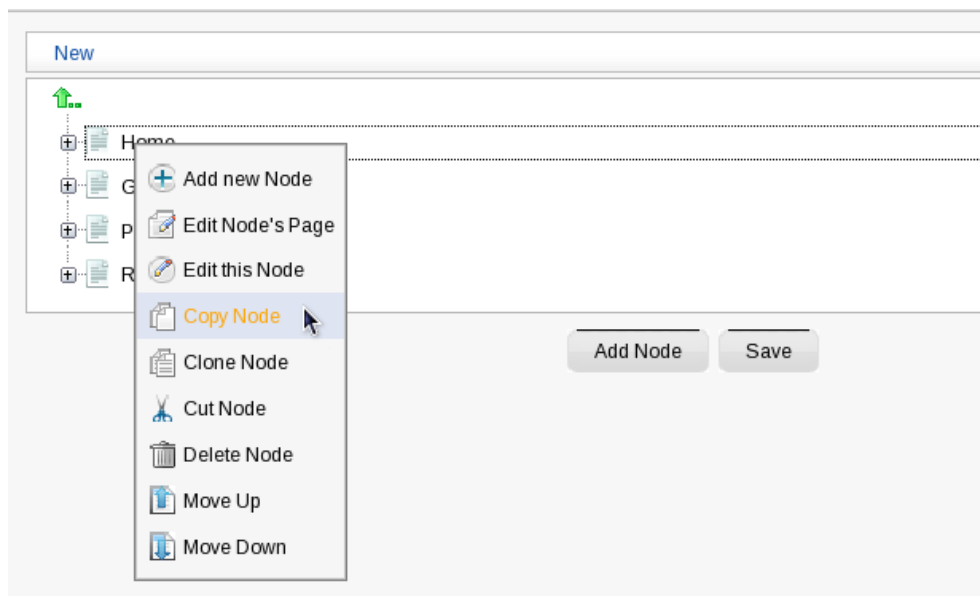 New
Home
G
P
R
Add new Node
Edit Node's Page
Edit this Node
Copy Node
Clone Node
Cut Node
Delete Node
Move Up
Move Down
Add Node
Save